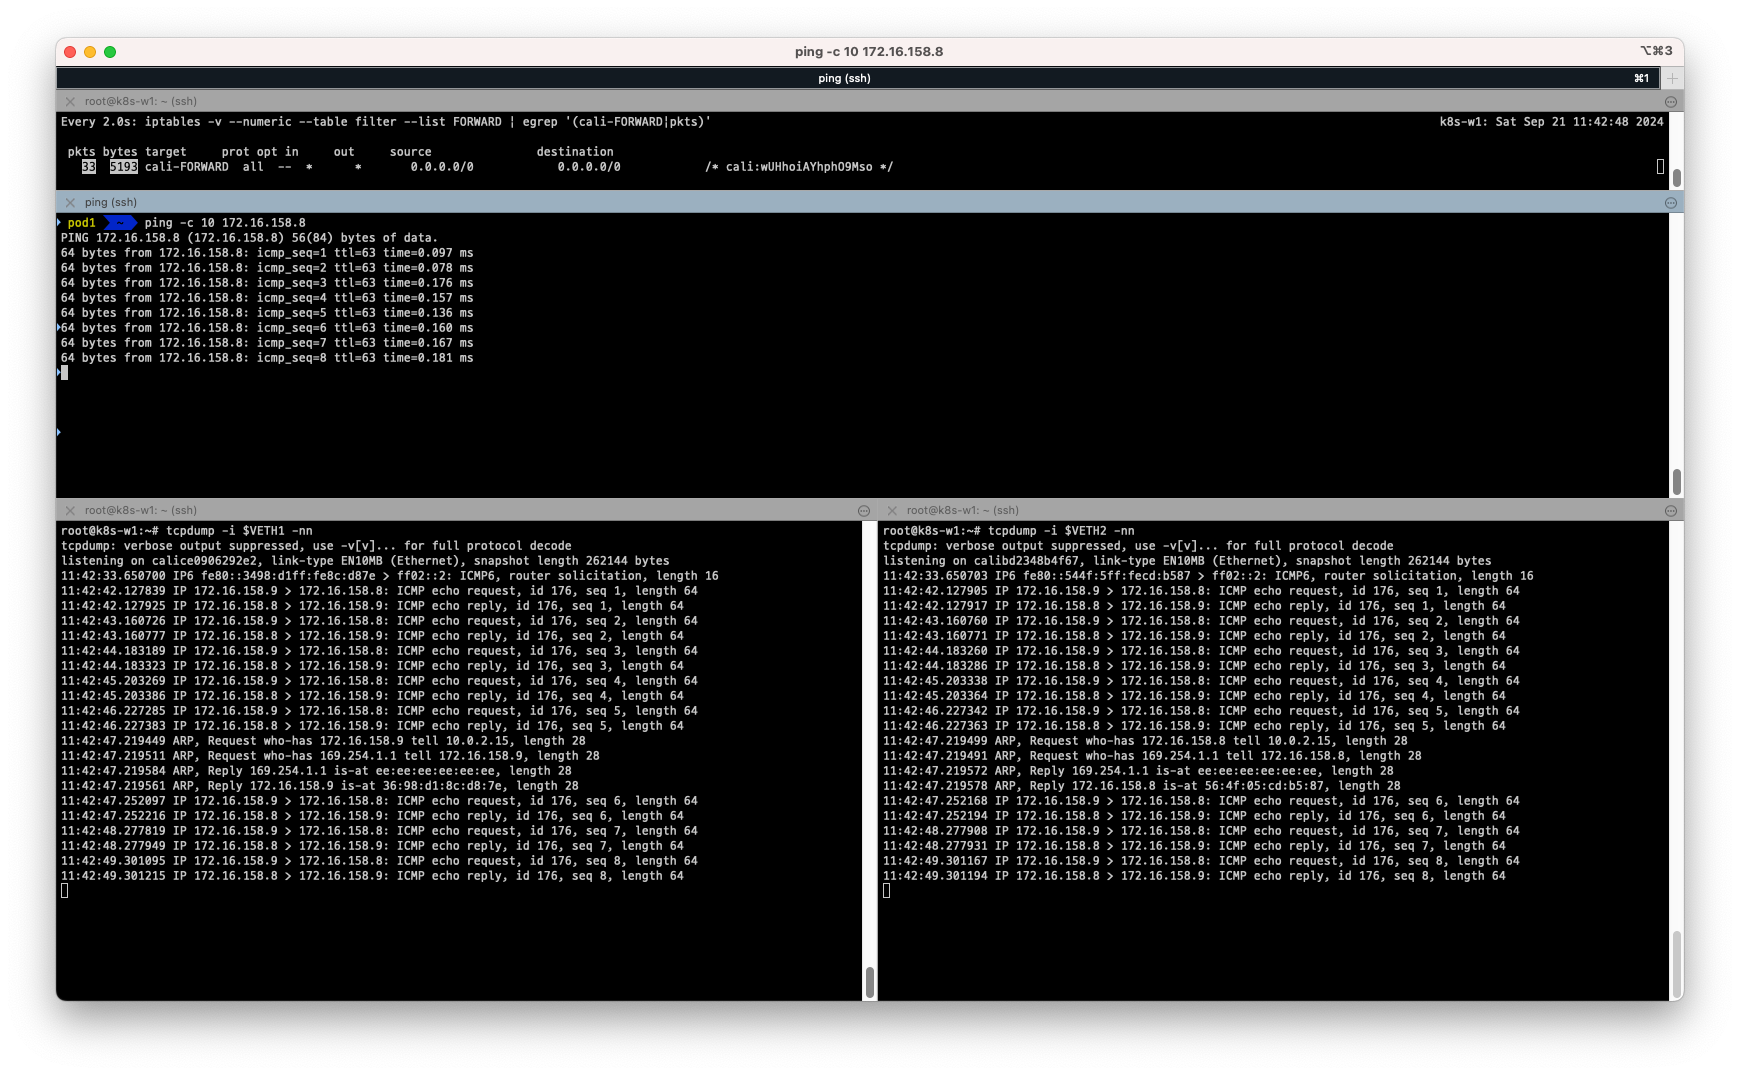 ping -c 10 172.16.158.8
⌥⌘3
ping (ssh)
⌘1
root@k8s-w1: ~ (ssh)
Every 2.0s: iptables -v --numeric --table filter --list FORWARD | egrep '(cali-FORWARD|pkts)'
k8s-w1: Sat Sep 21 11:42:48 2024
pkts bytes target     prot opt in     out     source               destination
33  5193 cali-FORWARD  all  --  *      *       0.0.0.0/0            0.0.0.0/0            /* cali:wUHhoiAYhphO9Mso */
ping (ssh)
pod1 ~ ping -c 10 172.16.158.8
PING 172.16.158.8 (172.16.158.8) 56(84) bytes of data.
64 bytes from 172.16.158.8: icmp_seq=1 ttl=63 time=0.097 ms
64 bytes from 172.16.158.8: icmp_seq=2 ttl=63 time=0.078 ms
64 bytes from 172.16.158.8: icmp_seq=3 ttl=63 time=0.176 ms
64 bytes from 172.16.158.8: icmp_seq=4 ttl=63 time=0.157 ms
64 bytes from 172.16.158.8: icmp_seq=5 ttl=63 time=0.136 ms
64 bytes from 172.16.158.8: icmp_seq=6 ttl=63 time=0.160 ms
64 bytes from 172.16.158.8: icmp_seq=7 ttl=63 time=0.167 ms
64 bytes from 172.16.158.8: icmp_seq=8 ttl=63 time=0.181 ms
root@k8s-w1: ~ (ssh)
root@k8s-w1:~# tcpdump -i $VETH1 -nn
tcpdump: verbose output suppressed, use -v[v]... for full protocol decode
listening on calice0906292e2, link-type EN10MB (Ethernet), snapshot length 262144 bytes
11:42:33.650700 IP6 fe80::3498:d1ff:fe8c:d87e > ff02::2: ICMP6, router solicitation, length 16
11:42:42.127839 IP 172.16.158.9 > 172.16.158.8: ICMP echo request, id 176, seq 1, length 64
11:42:42.127925 IP 172.16.158.8 > 172.16.158.9: ICMP echo reply, id 176, seq 1, length 64
11:42:43.160726 IP 172.16.158.9 > 172.16.158.8: ICMP echo request, id 176, seq 2, length 64
11:42:43.160777 IP 172.16.158.8 > 172.16.158.9: ICMP echo reply, id 176, seq 2, length 64
11:42:44.183189 IP 172.16.158.9 > 172.16.158.8: ICMP echo request, id 176, seq 3, length 64
11:42:44.183323 IP 172.16.158.8 > 172.16.158.9: ICMP echo reply, id 176, seq 3, length 64
11:42:45.203269 IP 172.16.158.9 > 172.16.158.8: ICMP echo request, id 176, seq 4, length 64
11:42:45.203386 IP 172.16.158.8 > 172.16.158.9: ICMP echo reply, id 176, seq 4, length 64
11:42:46.227285 IP 172.16.158.9 > 172.16.158.8: ICMP echo request, id 176, seq 5, length 64
11:42:46.227383 IP 172.16.158.8 > 172.16.158.9: ICMP echo reply, id 176, seq 5, length 64
11:42:47.219449 ARP, Request who-has 172.16.158.9 tell 10.0.2.15, length 28
11:42:47.219511 ARP, Request who-has 169.254.1.1 tell 172.16.158.9, length 28
11:42:47.219584 ARP, Reply 169.254.1.1 is-at ee:ee:ee:ee:ee:ee, length 28
11:42:47.219561 ARP, Reply 172.16.158.9 is-at 36:98:d1:8c:d8:7e, length 28
11:42:47.252097 IP 172.16.158.9 > 172.16.158.8: ICMP echo request, id 176, seq 6, length 64
11:42:47.252216 IP 172.16.158.8 > 172.16.158.9: ICMP echo reply, id 176, seq 6, length 64
11:42:48.277819 IP 172.16.158.9 > 172.16.158.8: ICMP echo request, id 176, seq 7, length 64
11:42:48.277949 IP 172.16.158.8 > 172.16.158.9: ICMP echo reply, id 176, seq 7, length 64
11:42:49.301095 IP 172.16.158.9 > 172.16.158.8: ICMP echo request, id 176, seq 8, length 64
11:42:49.301215 IP 172.16.158.8 > 172.16.158.9: ICMP echo reply, id 176, seq 8, length 64
root@k8s-w1: ~ (ssh)
root@k8s-w1:~# tcpdump -i $VETH2 -nn
tcpdump: verbose output suppressed, use -v[v]... for full protocol decode
listening on calibd2348b4f67, link-type EN10MB (Ethernet), snapshot length 262144 bytes
11:42:33.650703 IP6 fe80::544f:5ff:fecd:b587 > ff02::2: ICMP6, router solicitation, length 16
11:42:42.127905 IP 172.16.158.9 > 172.16.158.8: ICMP echo request, id 176, seq 1, length 64
11:42:42.127917 IP 172.16.158.8 > 172.16.158.9: ICMP echo reply, id 176, seq 1, length 64
11:42:43.160760 IP 172.16.158.9 > 172.16.158.8: ICMP echo request, id 176, seq 2, length 64
11:42:43.160771 IP 172.16.158.8 > 172.16.158.9: ICMP echo reply, id 176, seq 2, length 64
11:42:44.183260 IP 172.16.158.9 > 172.16.158.8: ICMP echo request, id 176, seq 3, length 64
11:42:44.183286 IP 172.16.158.8 > 172.16.158.9: ICMP echo reply, id 176, seq 3, length 64
11:42:45.203338 IP 172.16.158.9 > 172.16.158.8: ICMP echo request, id 176, seq 4, length 64
11:42:45.203364 IP 172.16.158.8 > 172.16.158.9: ICMP echo reply, id 176, seq 4, length 64
11:42:46.227342 IP 172.16.158.9 > 172.16.158.8: ICMP echo request, id 176, seq 5, length 64
11:42:46.227363 IP 172.16.158.8 > 172.16.158.9: ICMP echo reply, id 176, seq 5, length 64
11:42:47.219499 ARP, Request who-has 172.16.158.8 tell 10.0.2.15, length 28
11:42:47.219491 ARP, Request who-has 169.254.1.1 tell 172.16.158.8, length 28
11:42:47.219572 ARP, Reply 169.254.1.1 is-at ee:ee:ee:ee:ee:ee, length 28
11:42:47.219578 ARP, Reply 172.16.158.8 is-at 56:4f:05:cd:b5:87, length 28
11:42:47.252168 IP 172.16.158.9 > 172.16.158.8: ICMP echo request, id 176, seq 6, length 64
11:42:47.252194 IP 172.16.158.8 > 172.16.158.9: ICMP echo reply, id 176, seq 6, length 64
11:42:48.277908 IP 172.16.158.9 > 172.16.158.8: ICMP echo request, id 176, seq 7, length 64
11:42:48.277931 IP 172.16.158.8 > 172.16.158.9: ICMP echo reply, id 176, seq 7, length 64
11:42:49.301167 IP 172.16.158.9 > 172.16.158.8: ICMP echo request, id 176, seq 8, length 64
11:42:49.301194 IP 172.16.158.8 > 172.16.158.9: ICMP echo reply, id 176, seq 8, length 64